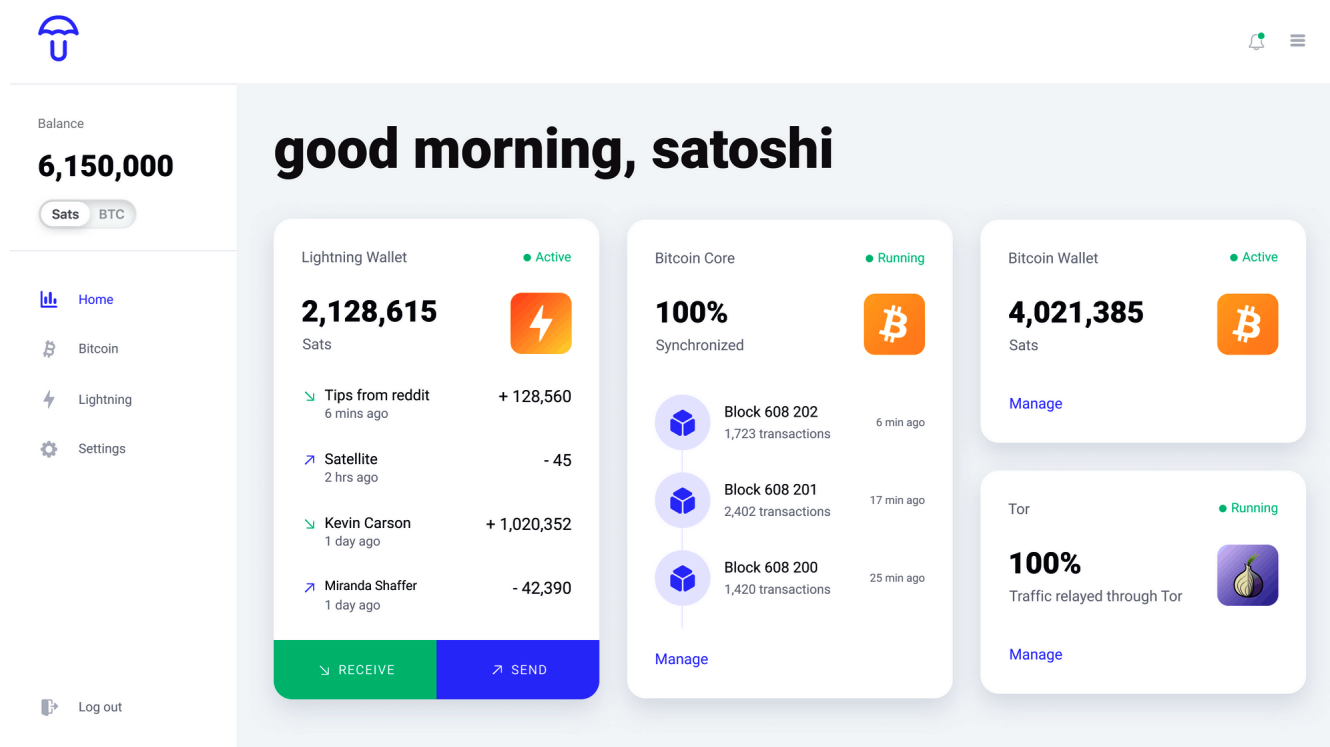 Balance
6,150,000
Sats BTC
Home
Bitcoin
Lightning
Settings
Log out
good morning, satoshi
Lightning Wallet
Active
2,128,615
Sats
Tips from reddit
+ 128,560
6 mins ago
Satellite
- 45
2 hrs ago
Kevin Carson
+ 1,020,352
1 day ago
Miranda Shaffer
- 42,390
1 day ago
RECEIVE
SEND
Bitcoin Core
Running
100%
Synchronized
Block 608 202
1,723 transactions
6 min ago
Block 608 201
2,402 transactions
17 min ago
Block 608 200
1,420 transactions
25 min ago
Manage
Bitcoin Wallet
Active
4,021,385
Sats
Manage
Tor
Running
100%
Traffic relayed through Tor
Manage